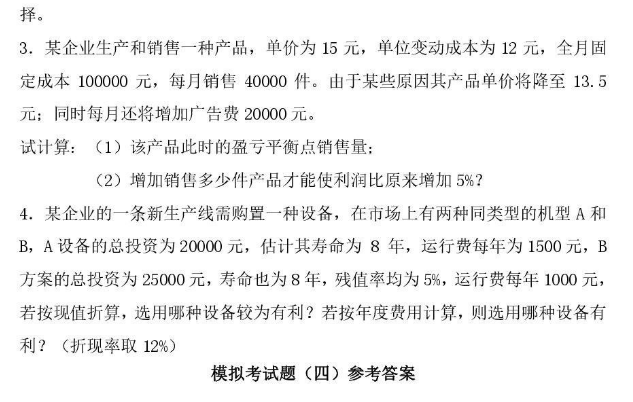 择。
3．某企业生产和销售一种产品，单价为 15 元，单位变动成本为 12 元，全月固
定成本 100000 元，每月销售 40000 件。由于某些原因其产品单价将降至 13.5
元；同时每月还将增加广告费 20000 元。
试计算：（1）该产品此时的盈亏平衡点销售量；
（2）增加销售多少件产品才能使利润比原来增加 5%？
4．某企业的一条新生产线需购置一种设备，在市场上有两种同类型的机型 A 和
B，A 设备的总投资为 20000 元，估计其寿命为 8 年，运行费每年为 1500 元，B
方案的总投资为 25000 元，寿命也为 8 年，残值率均为 5%，运行费每年 1000 元，
若按现值折算，选用哪种设备较为有利？若按年度费用计算，则选用哪种设备有
利？（折现率取 12%）
模拟考试题（四）参考答案